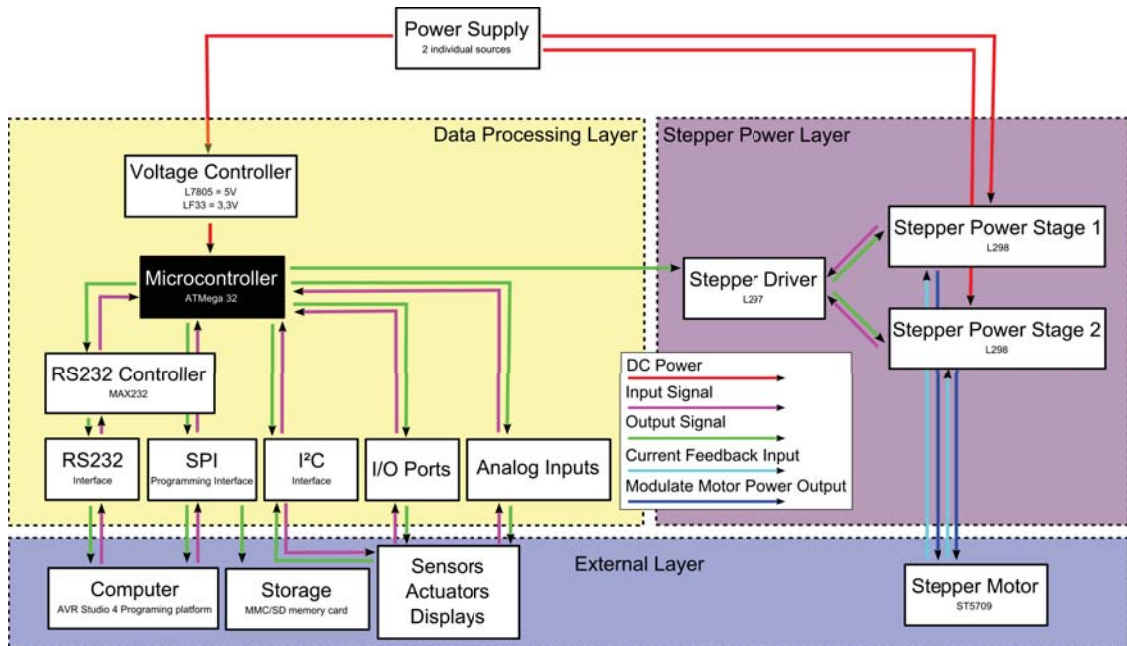 Power Supply
2 individual sources
Data Processing Layer
Stepper Power Layer
Voltage Controller
L7805 = 5V
LF33 = 3,3V
Microcontroller
ATMega 32
Stepper Driver
L297
Stepper Power Stage 1
L298
Stepper Power Stage 2
L298
RS232 Controller
MAX232
DC Power
Input Signal
Output Signal
Current Feedback Input
Modulate Motor Power Output
RS232
Interface
SPI
Programming Interface
I²C
Interface
I/O Ports
Analog Inputs
External Layer
Computer
AVR Studio 4 Programing platform
Storage
MMC/SD memory card
Sensors
Actuators
Displays
Stepper Motor
ST5709